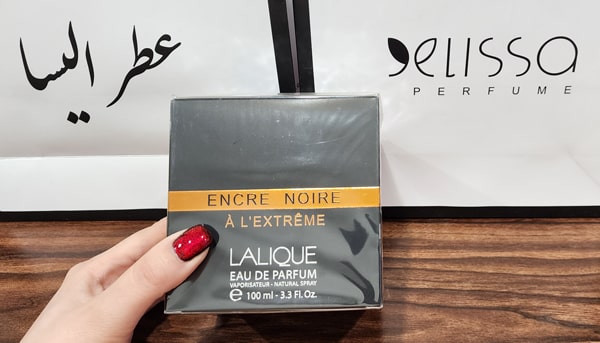 عطر اليسا
elissa
PERFUME
ENCRE NOIRE
À L'EXTRÊME
LALIQUE
EAU DE PARFUM
VAPORISATEUR - NATURAL SPRAY
e 100 ml - 3.3 Fl. Oz.